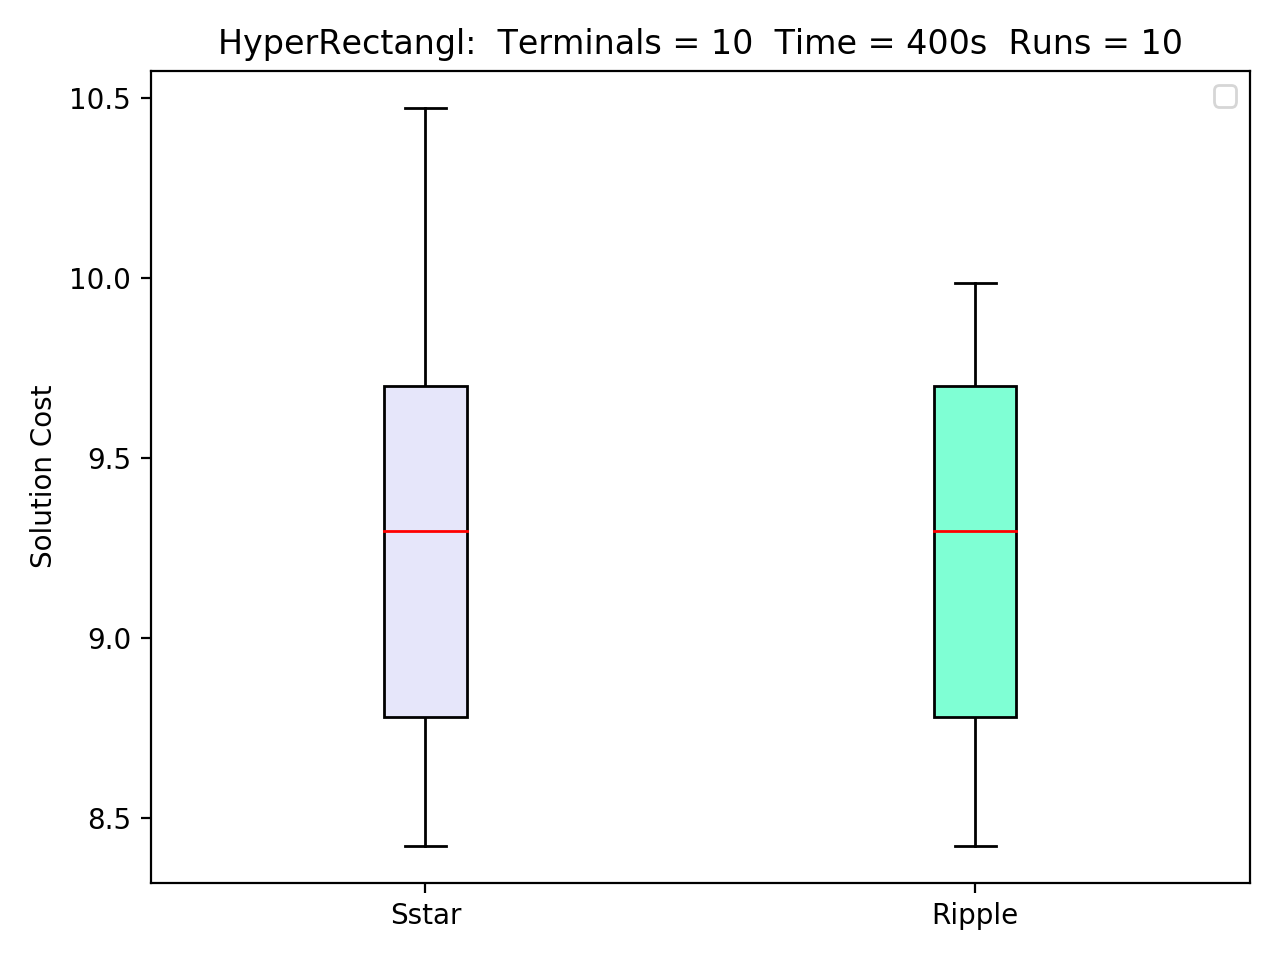 HyperRectangl:  Terminals = 10  Time = 400s  Runs = 10
10.5
10.0
9.5
9.0
8.5
Solution Cost
Sstar
Ripple